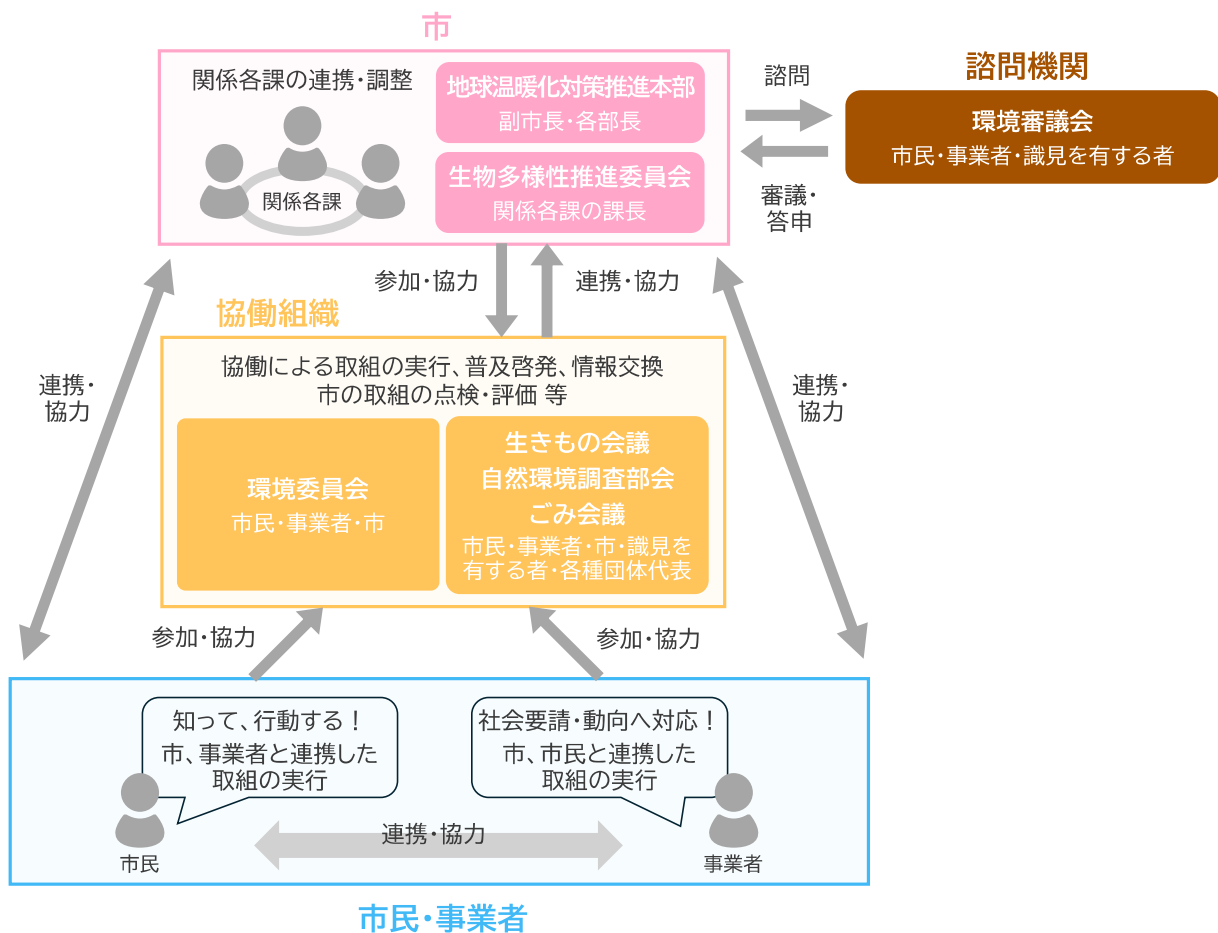 市
関係各課の連携・調整
関係各課
地球温暖化対策推進本部
副市長・各部長
生物多様性推進委員会
関係各課の課長
諮問
審議・
答申
諮問機関
環境審議会
市民・事業者・識見を有する者
参加・協力
連携・協力
連携・
協力
連携・
協力
協働組織
協働による取組の実行、普及啓発、情報交換
市の取組の点検・評価 等
環境委員会
市民・事業者・市
生きもの会議
自然環境調査部会
ごみ会議
市民・事業者・市・識見を
有する者・各種団体代表
参加・協力
参加・協力
知って、行動する！
市、事業者と連携した
取組の実行
市民
社会要請・動向へ対応！
市、市民と連携した
取組の実行
事業者
連携・協力
市民・事業者